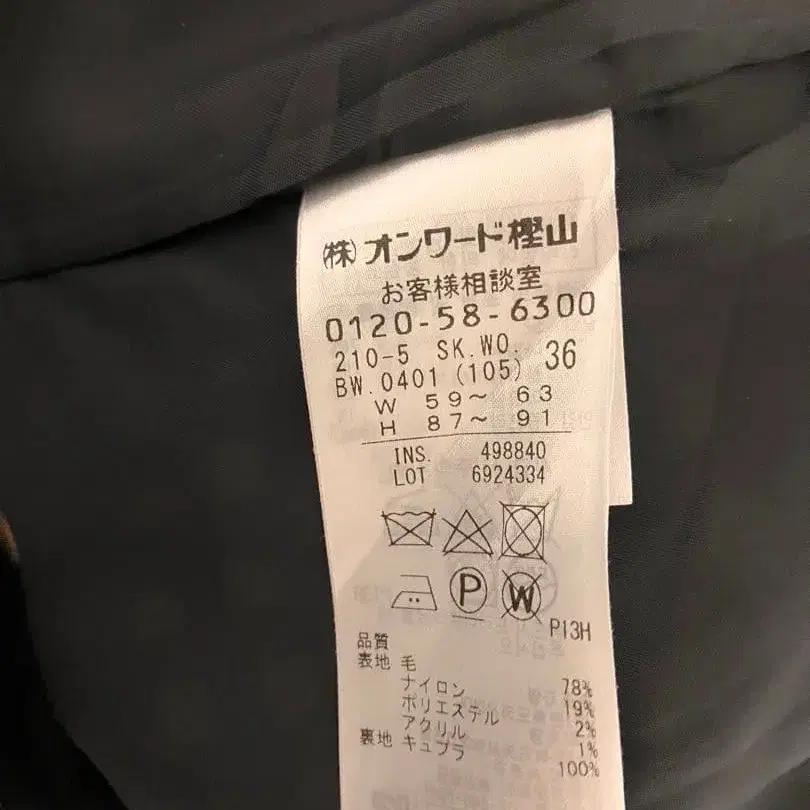 (株)オンワード樫山
お客様相談室
0120-58-6300
210-5 SK.WO. 36
BW.0401 (105)
W 59～ 63
H 87～ 91
INS. 498840
LOT 6924334
P
W
P13H
品質
表地 毛 78%
ナイロン 19%
ポリエステル 2%
アクリル 1%
裏地 キュプラ 100%